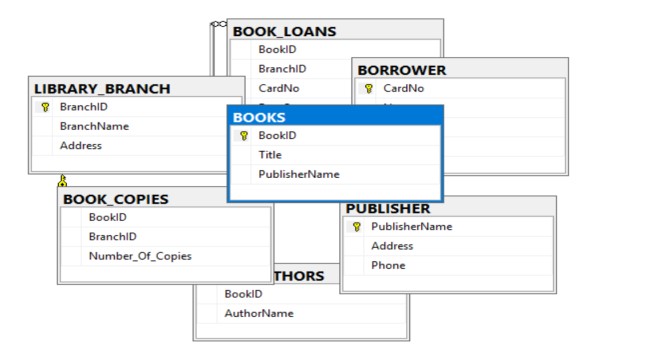 BOOK_LOANS
BookID
BranchID
CardNo
BORROWER
CardNo
LIBRARY_BRANCH
BranchID
BranchName
Address
BOOKS
BookID
Title
PublisherName
BOOK_COPIES
BookID
BranchID
Number_Of_Copies
PUBLISHER
PublisherName
Address
Phone
THORS
BookID
AuthorName